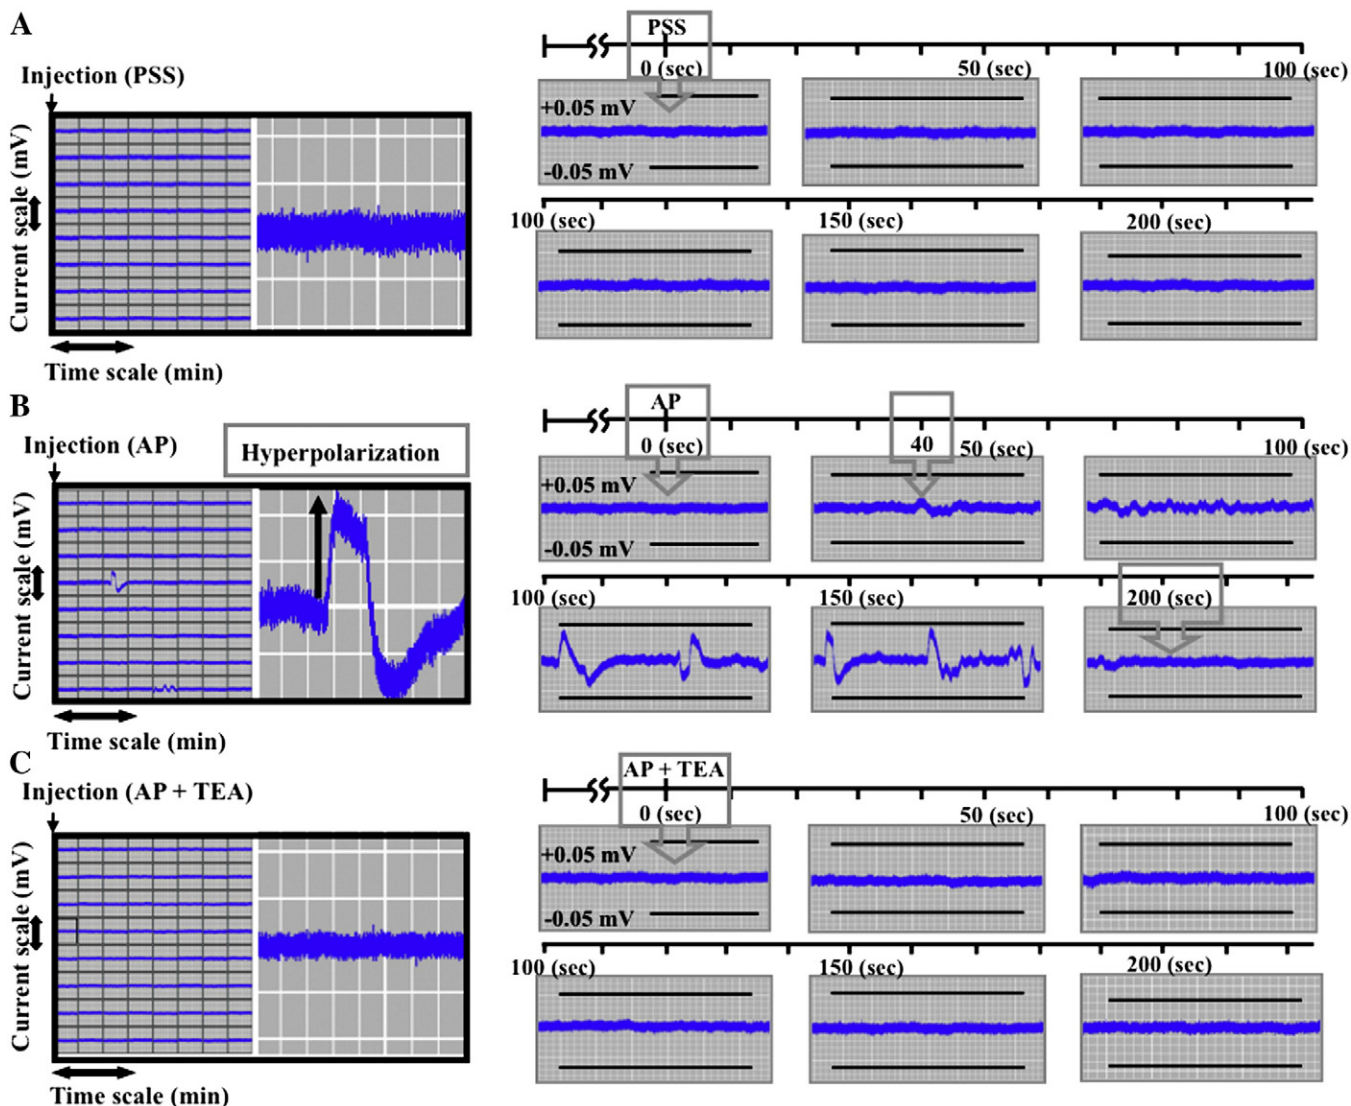 A
Injection (PSS)
Current scale (mV)
Time scale (min)
PSS
0 (sec)
50 (sec)
100 (sec)
+0.05 mV
-0.05 mV
100 (sec)
150 (sec)
200 (sec)
B
Injection (AP)
Hyperpolarization
Current scale (mV)
Time scale (min)
AP
0 (sec)
40
50 (sec)
100 (sec)
+0.05 mV
-0.05 mV
100 (sec)
150 (sec)
200 (sec)
C
Injection (AP + TEA)
Current scale (mV)
Time scale (min)
AP + TEA
0 (sec)
50 (sec)
100 (sec)
+0.05 mV
-0.05 mV
100 (sec)
150 (sec)
200 (sec)